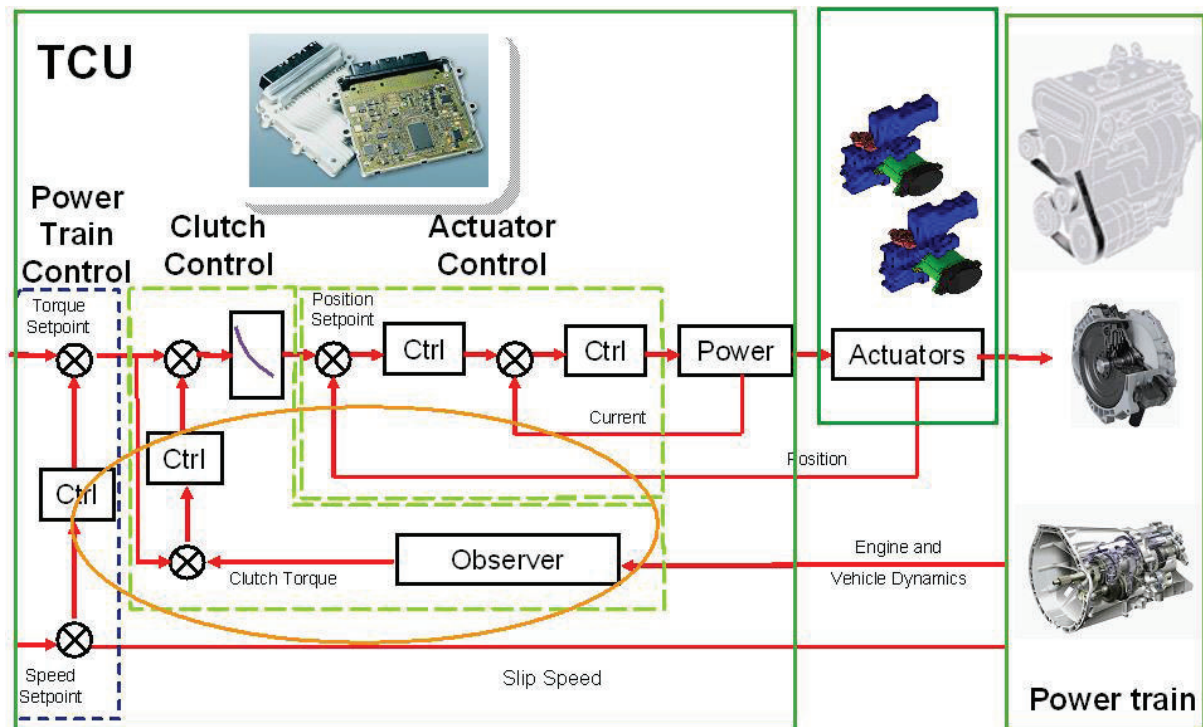 TCU
Power
Train
Control
Clutch
Control
Actuator
Control
Torque
Setpoint
Position
Setpoint
Ctrl
Ctrl
Power
Actuators
Current
Position
Ctrl
Ctrl
Observer
Clutch Torque
Engine and
Vehicle Dynamics
Speed
Setpoint
Slip Speed
Power train